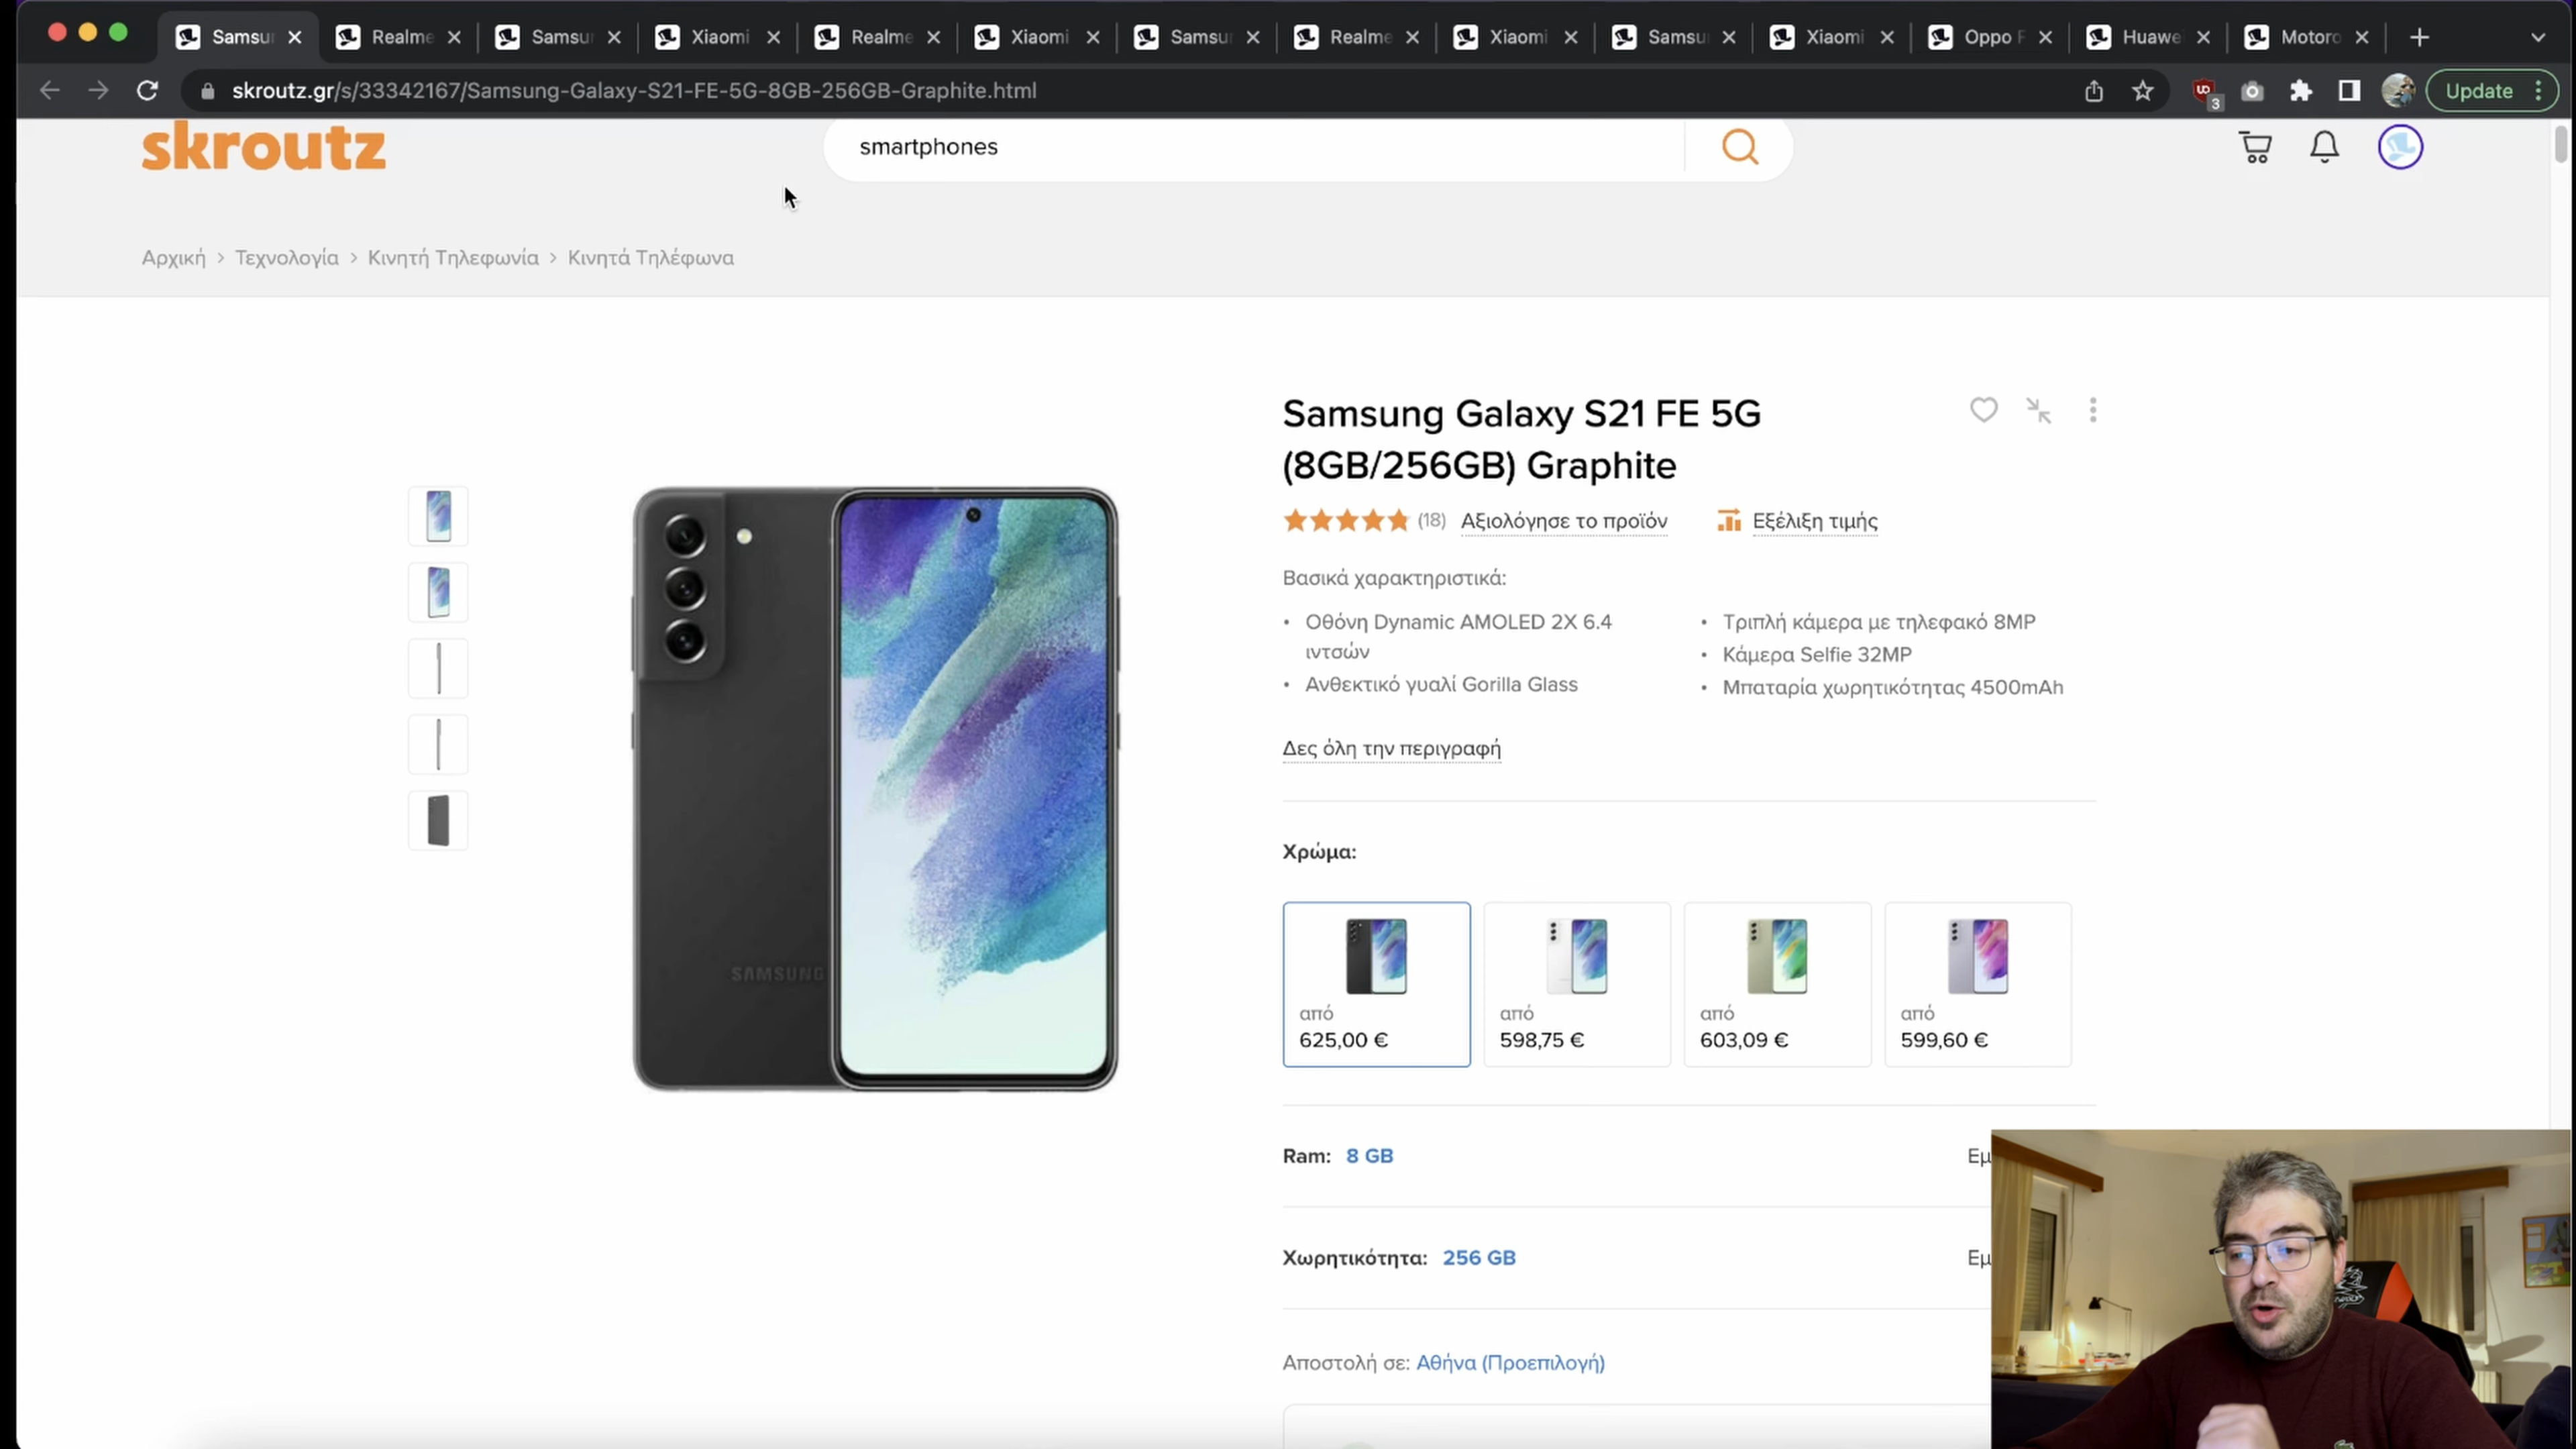 Samsu
Realme
Samsu
Xiaomi
Realme
Xiaomi
Samsu
Realme
Xiaomi
Samsu
Xiaomi
Oppo F
Huawe
Motoro
skroutz.gr/s/33342167/Samsung-Galaxy-S21-FE-5G-8GB-256GB-Graphite.html
3
Update
skroutz
smartphones
Αρχική > Τεχνολογία > Κινητή Τηλεφωνία > Κινητά Τηλέφωνα
Samsung Galaxy S21 FE 5G
(8GB/256GB) Graphite
(18) Αξιολόγησε το προϊόν Εξέλιξη τιμής
Βασικά χαρακτηριστικά:
• Οθόνη Dynamic AMOLED 2X 6.4
ιντσών
• Ανθεκτικό γυαλί Gorilla Glass
• Τριπλή κάμερα με τηλεφακό 8MP
• Κάμερα Selfie 32MP
• Μπαταρία χωρητικότητας 4500mAh
Δες όλη την περιγραφή
SAMSUNG
Χρώμα:
από
625,00 €
από
598,75 €
από
603,09 €
από
599,60 €
Ram: 8 GB
Εμ
Χωρητικότητα: 256 GB
Εμ
Αποστολή σε: Αθήνα (Προεπιλογή)